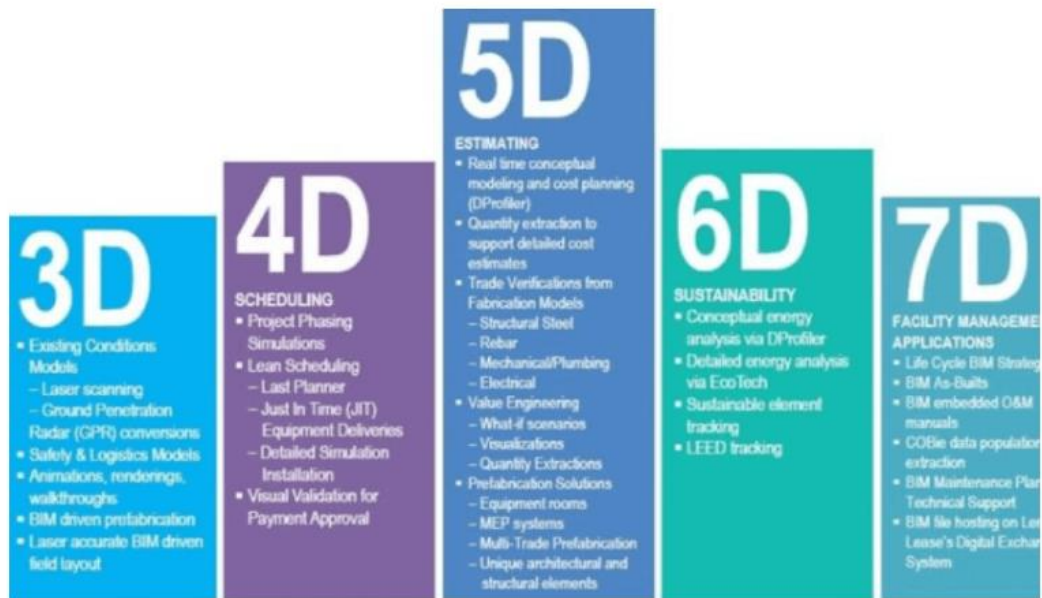 3D
▪ Existing Conditions
Models
– Laser scanning
– Ground Penetration
Radar (GPR) conversions
▪ Safety & Logistics Models
▪ Animations, renderings,
walkthroughs
▪ BIM driven prefabrication
▪ Laser accurate BIM driven
field layout
4D
SCHEDULING
▪ Project Phasing
Simulations
▪ Lean Scheduling
– Last Planner
– Just In Time (JIT)
Equipment Deliveries
– Detailed Simulation
Installation
▪ Visual Validation for
Payment Approval
5D
ESTIMATING
▪ Real time conceptual
modeling and cost planning
(DProfiler)
▪ Quantity extraction to
support detailed cost
estimates
▪ Trade Verifications from
Fabrication Models
– Structural Steel
– Rebar
– Mechanical/Plumbing
– Electrical
▪ Value Engineering
– What-if scenarios
– Visualizations
– Quantity Extractions
▪ Prefabrication Solutions
– Equipment rooms
– MEP systems
– Multi-Trade Prefabrication
– Unique architectural and
structural elements
6D
SUSTAINABILITY
▪ Conceptual energy
analysis via DProfiler
▪ Detailed energy analysis
via EcoTech
▪ Sustainable element
tracking
▪ LEED tracking
7D
FACILITY MANAGEME
APPLICATIONS
▪ Life Cycle BIM Strateg
▪ BIM As-Builts
▪ BIM embedded O&M
manuals
▪ COBie data population
extraction
▪ BIM Maintenance Plan
Technical Support
▪ BIM file hosting on Le
Lease's Digital Exchan
System